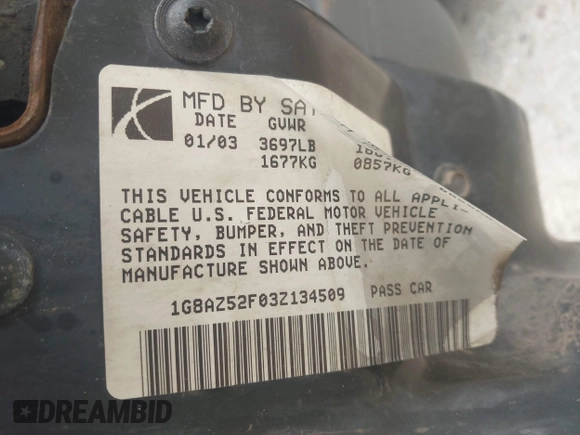 MFD BY SAT
DATE GVWR
01/03 3697LB
1677KG 0857KG
THIS VEHICLE CONFORMS TO ALL APPLI-
CABLE U.S. FEDERAL MOTOR VEHICLE
SAFETY, BUMPER, AND THEFT PREVENTION
STANDARDS IN EFFECT ON THE DATE OF
MANUFACTURE SHOWN ABOVE.
1G8AZ52F03Z134509 PASS CAR
DREAMBID